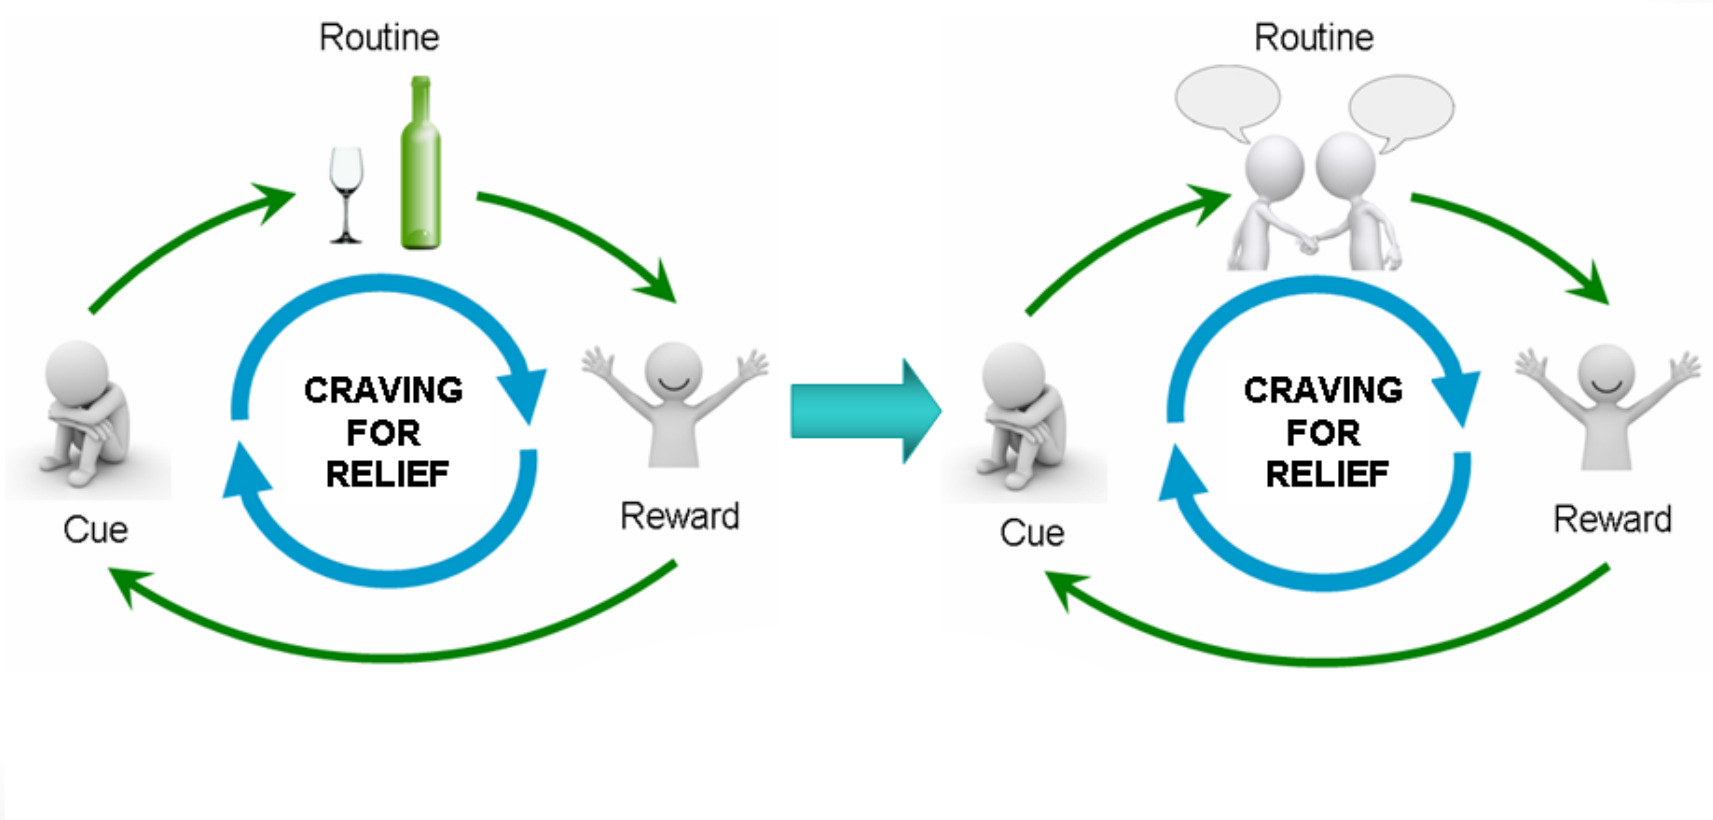 Routine
CRAVING
FOR
RELIEF
Cue
Reward
Routine
CRAVING
FOR
RELIEF
Cue
Reward